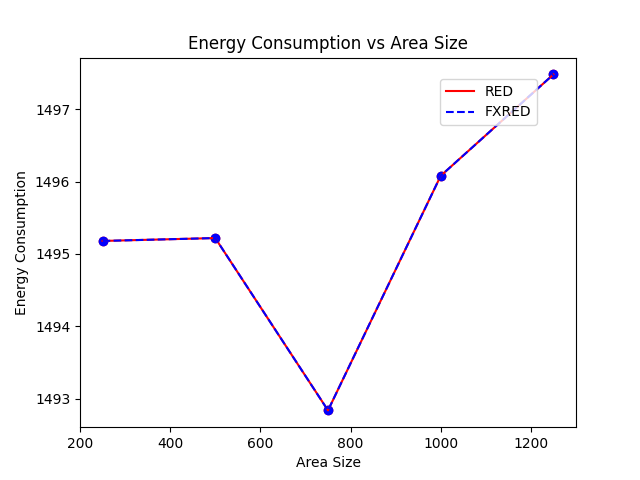 Energy Consumption vs Area Size
RED
FXRED
1497
1496
1495
1494
1493
Energy Consumption
200 400 600 800 1000 1200
Area Size